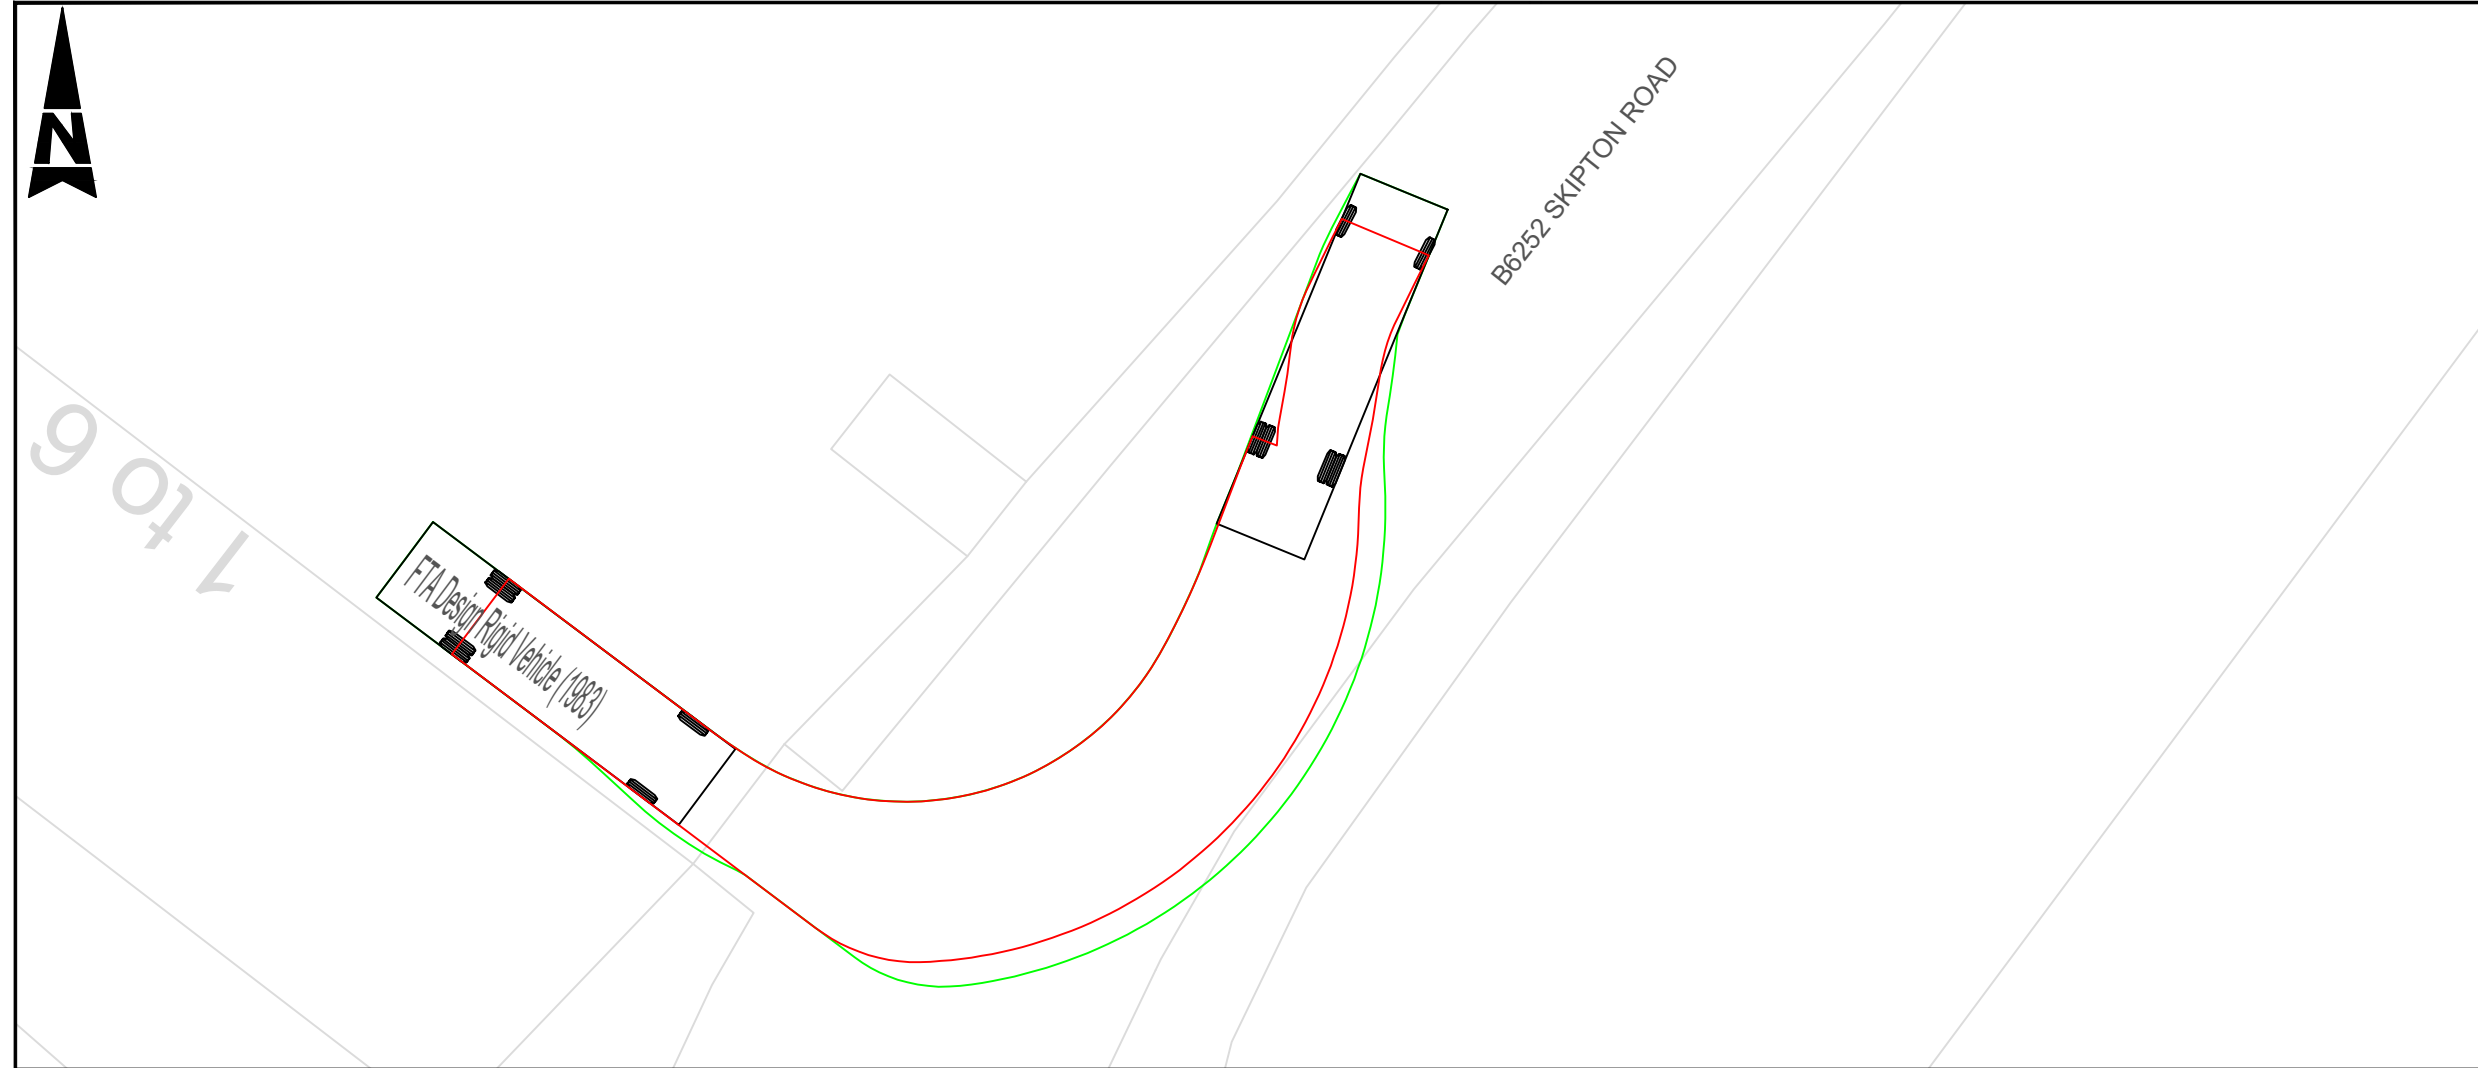 N
B6252 SKIPTON ROAD
1 to 6
FTA Design Rigid Vehicle (1983)